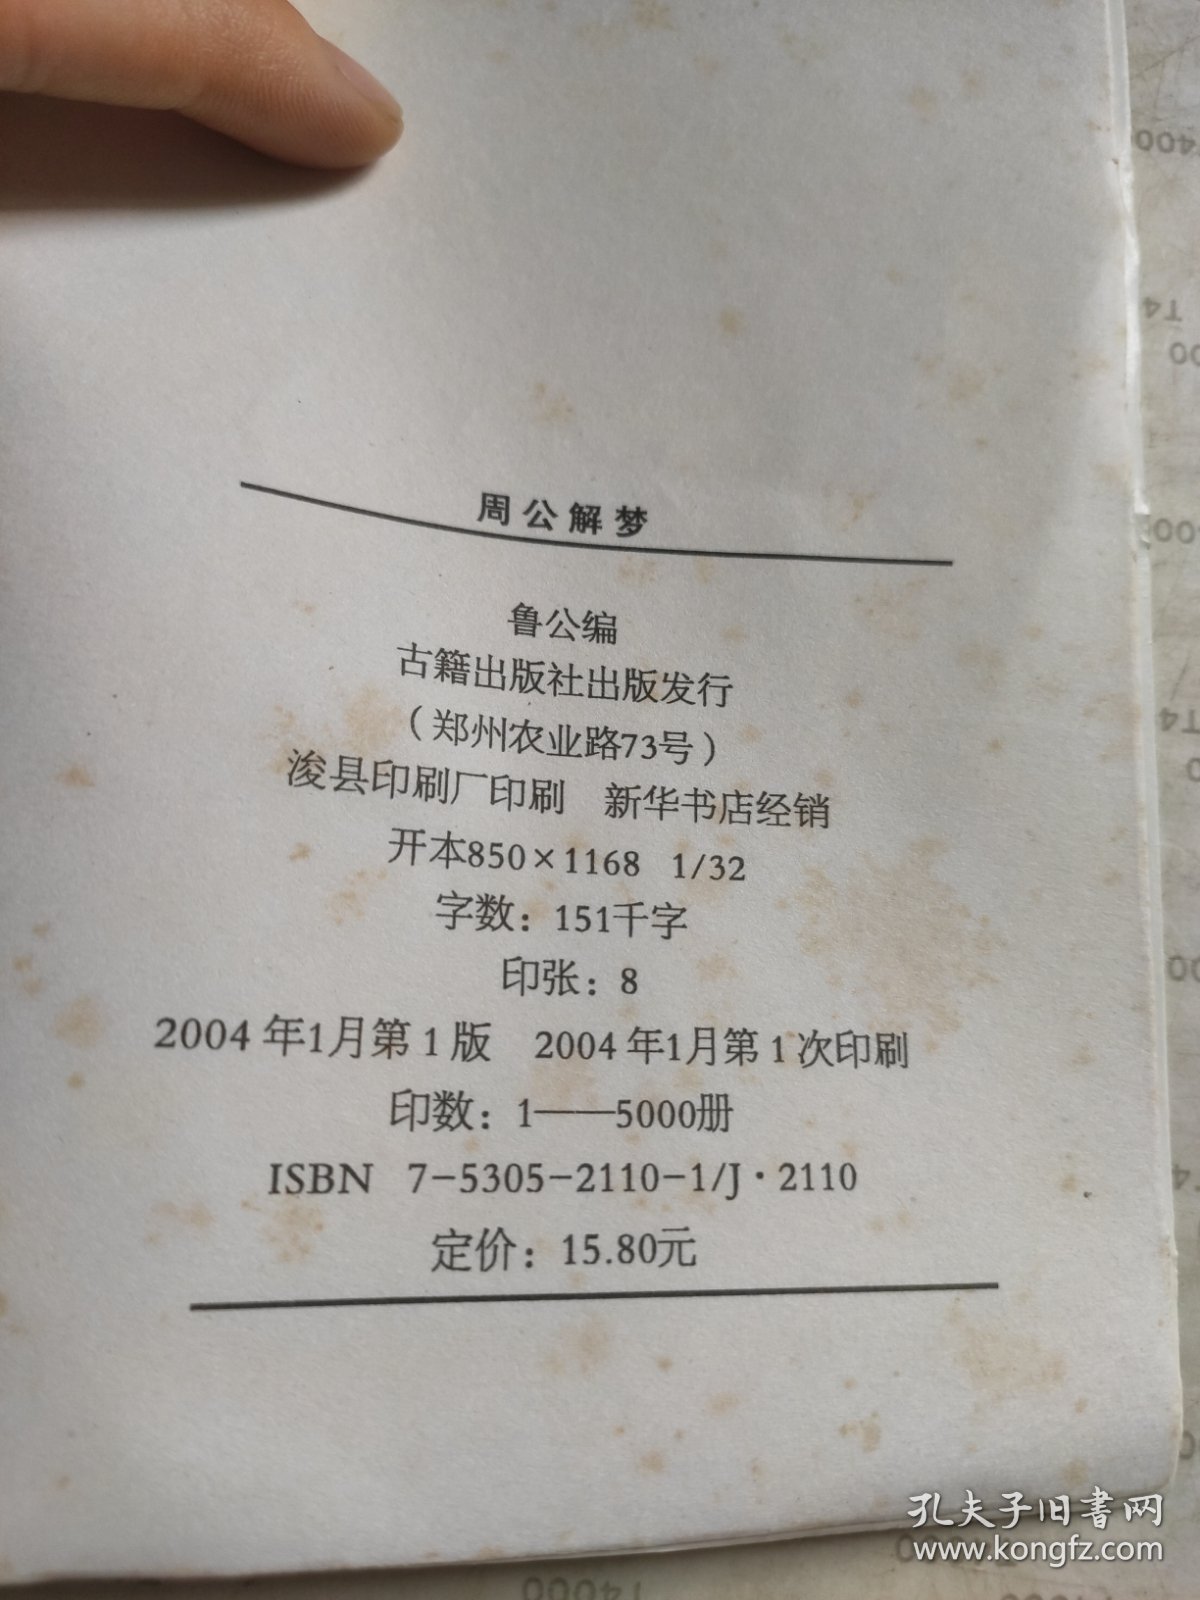 周公解梦
鲁公编
古籍出版社出版发行
（郑州农业路73号）
浚县印刷厂印刷 新华书店经销
开本850×1168 1/32
字数：151千字
印张：8
2004年1月第1版 2004年1月第1次印刷
印数：1——5000册
ISBN 7-5305-2110-1/J·2110
定价：15.80元
孔夫子旧书网
www.kongfz.com
T4000